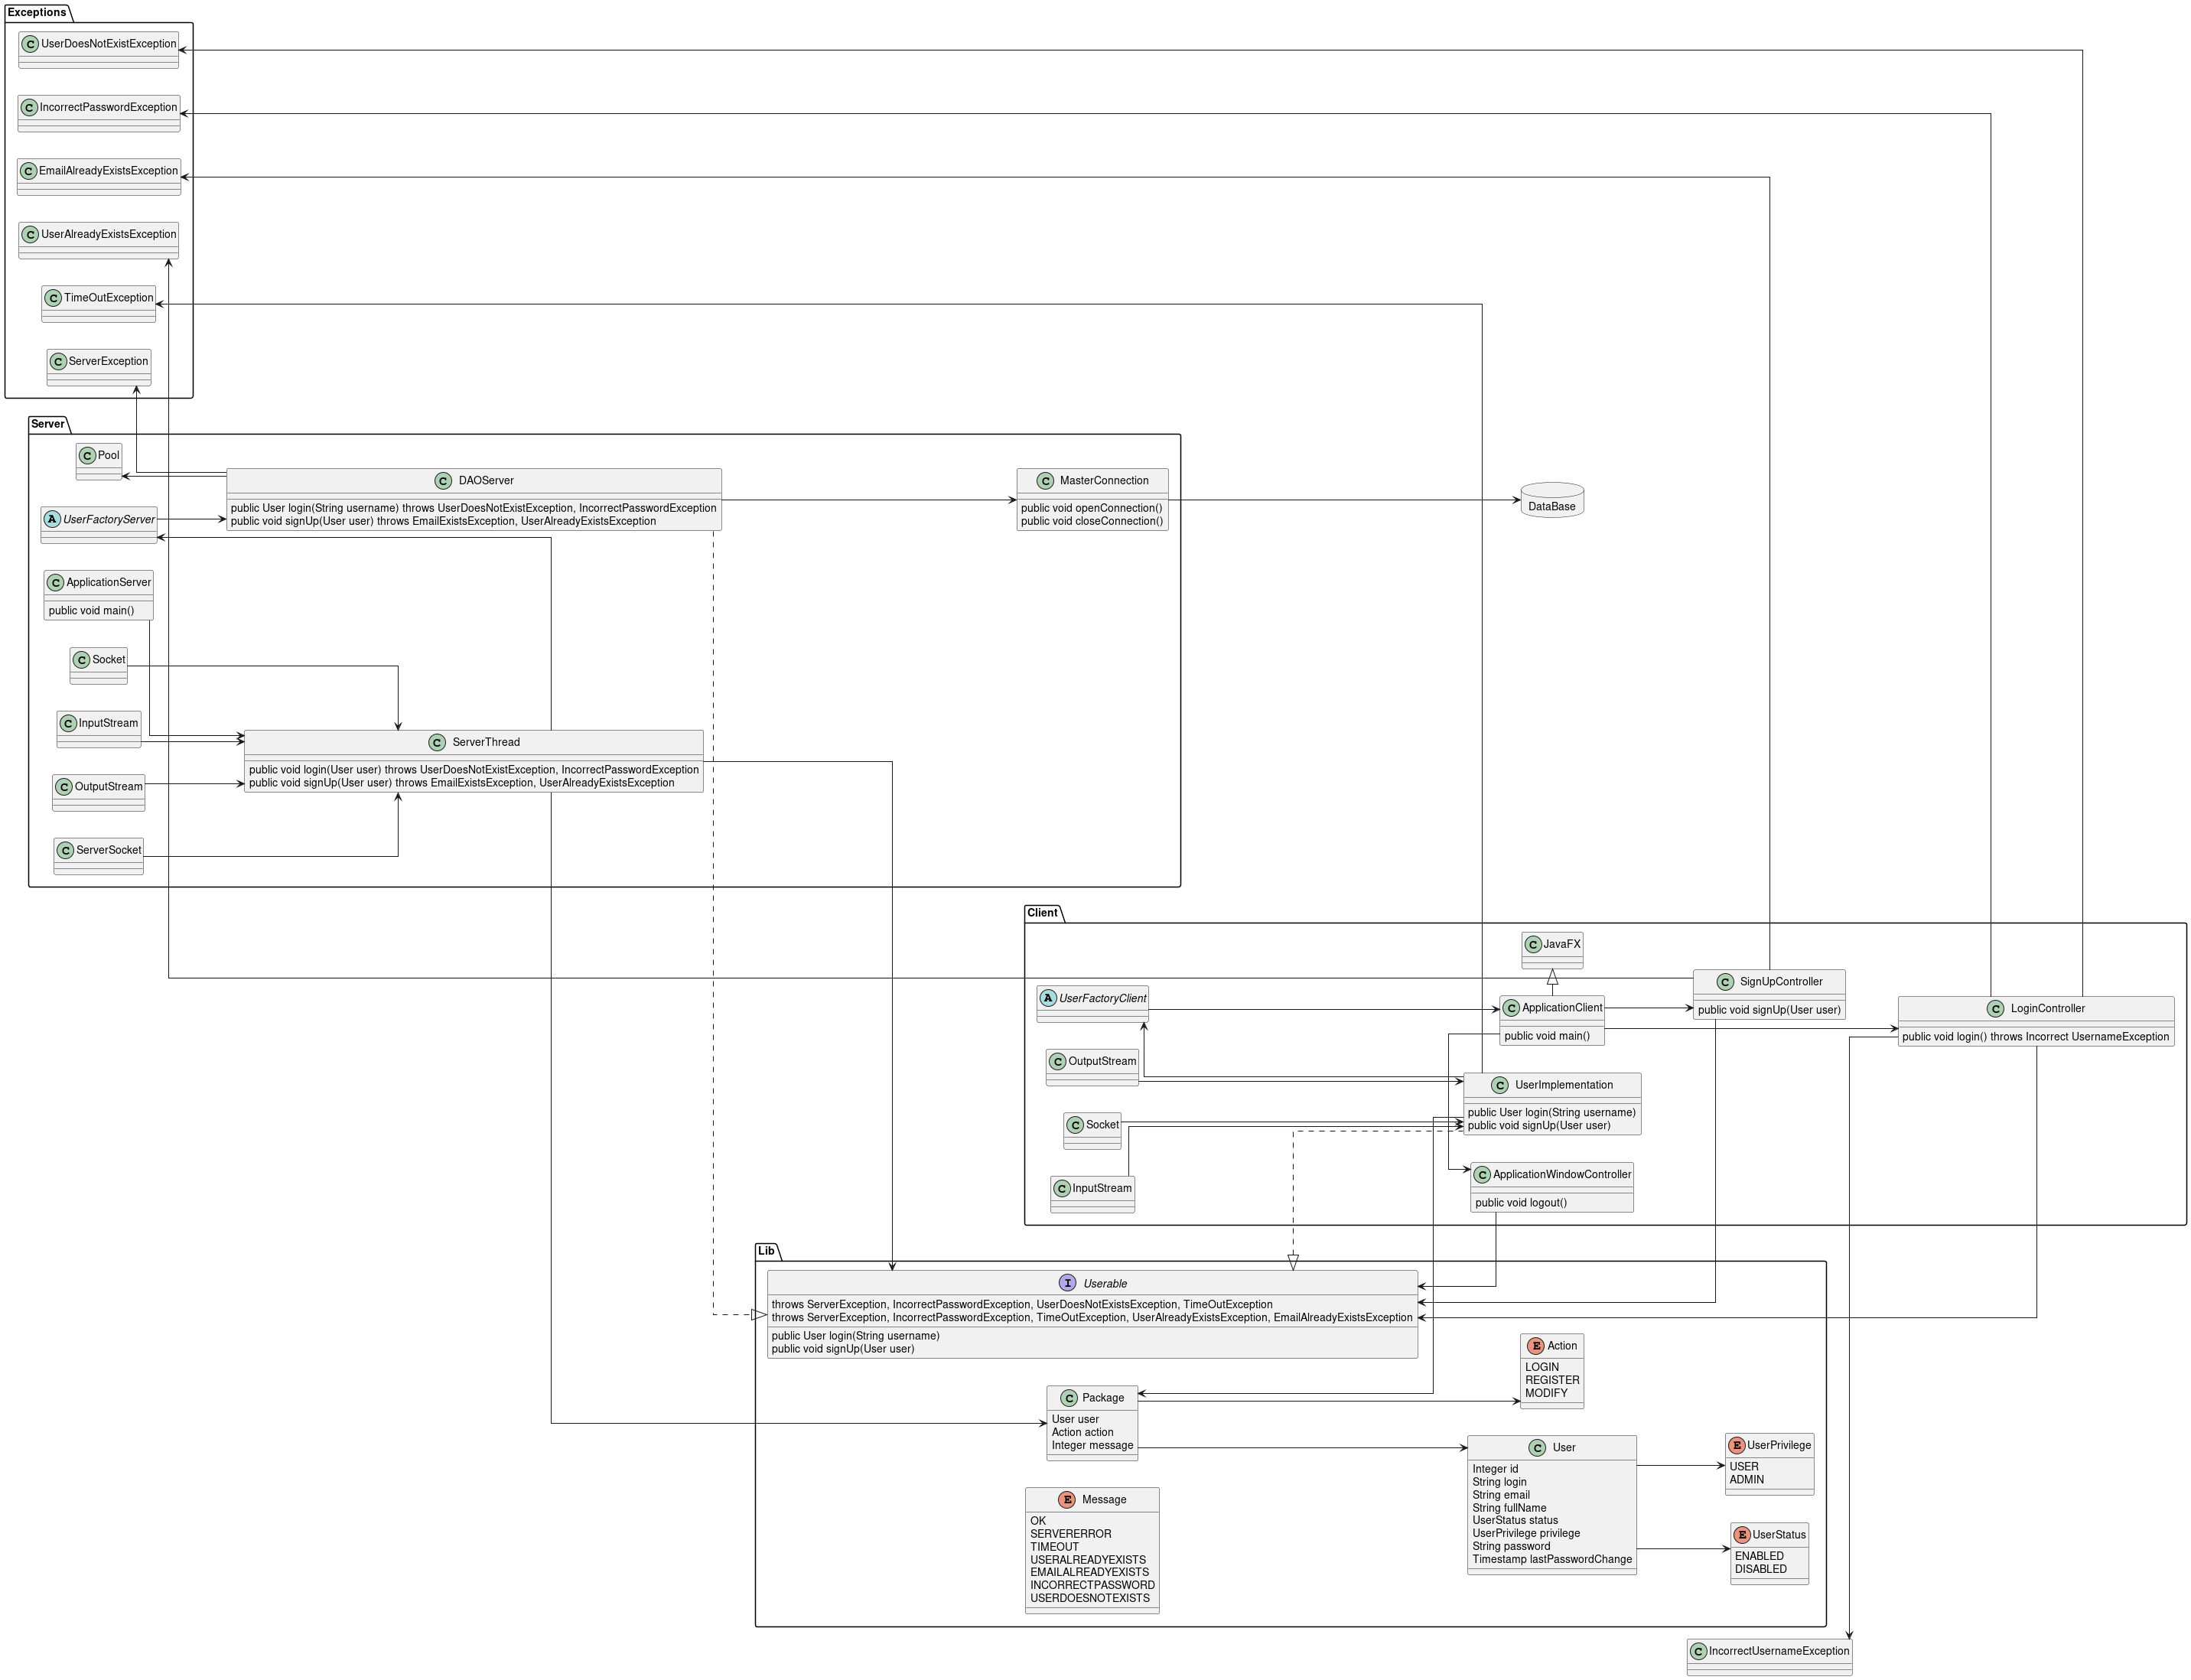 Exceptions
C UserDoesNotExistException
C IncorrectPasswordException
C EmailAlreadyExistsException
C UserAlreadyExistsException
C TimeOutException
C ServerException
Server
C Pool
C DAOServer
public User login(String username) throws UserDoesNotExistException, IncorrectPasswordException
public void signUp(User user) throws EmailExistsException, UserAlreadyExistsException
C MasterConnection
public void openConnection()
public void closeConnection()
DataBase
A UserFactoryServer
C ApplicationServer
public void main()
C Socket
C InputStream
C ServerThread
public void login(User user) throws UserDoesNotExistException, IncorrectPasswordException
public void signUp(User user) throws EmailExistsException, UserAlreadyExistsException
C OutputStream
C ServerSocket
Client
C JavaFX
C SignUpController
public void signUp(User user)
A UserFactoryClient
C ApplicationClient
public void main()
C LoginController
public void login() throws Incorrect UsernameException
C OutputStream
C UserImplementation
public User login(String username)
public void signUp(User user)
C Socket
C InputStream
C ApplicationWindowController
public void logout()
Lib
I Userable
throws ServerException, IncorrectPasswordException, UserDoesNotExistsException, TimeOutException
throws ServerException, IncorrectPasswordException, TimeOutException, UserAlreadyExistsException, EmailAlreadyExistsException
public User login(String username)
public void signUp(User user)
E Action
LOGIN
REGISTER
MODIFY
C Package
User user
Action action
Integer message
C User
Integer id
String login
String email
String fullName
UserStatus status
UserPrivilege privilege
String password
Timestamp lastPasswordChange
E UserPrivilege
USER
ADMIN
E Message
OK
SERVERERROR
TIMEOUT
USERALREADYEXISTS
EMAILALREADYEXISTS
INCORRECTPASSWORD
USERDOESNOTEXISTS
E UserStatus
ENABLED
DISABLED
C IncorrectUsernameException